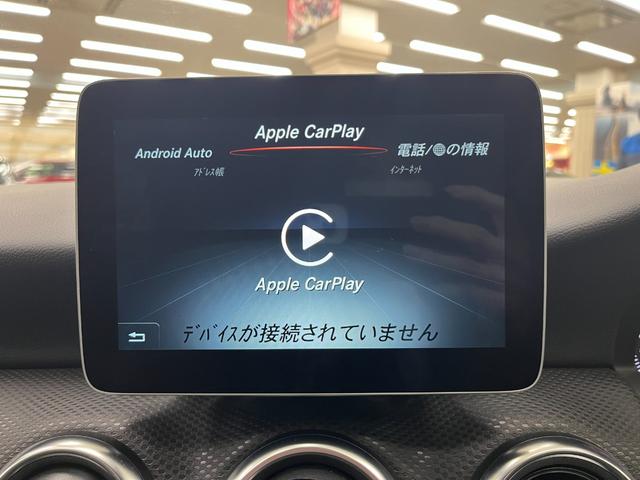 Apple CarPlay
Android Auto
電話/🌐の情報
アドレス帳
インターネット
Apple CarPlay
デバイスが接続されていません